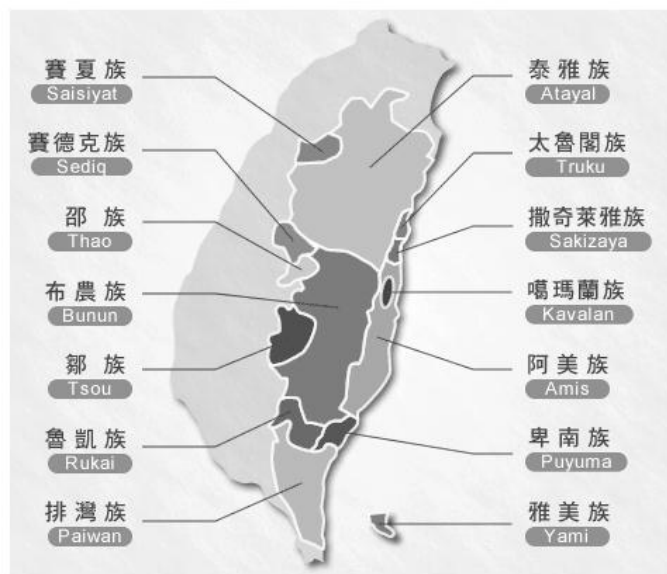 賽夏族
Saisiyat
賽德克族
Sediq
邵族
Thao
布農族
Bunun
鄒族
Tsou
魯凱族
Rukai
排灣族
Paiwan
泰雅族
Atayal
太魯閣族
Truku
撒奇萊雅族
Sakizaya
噶瑪蘭族
Kavalan
阿美族
Amis
卑南族
Puyuma
雅美族
Yami